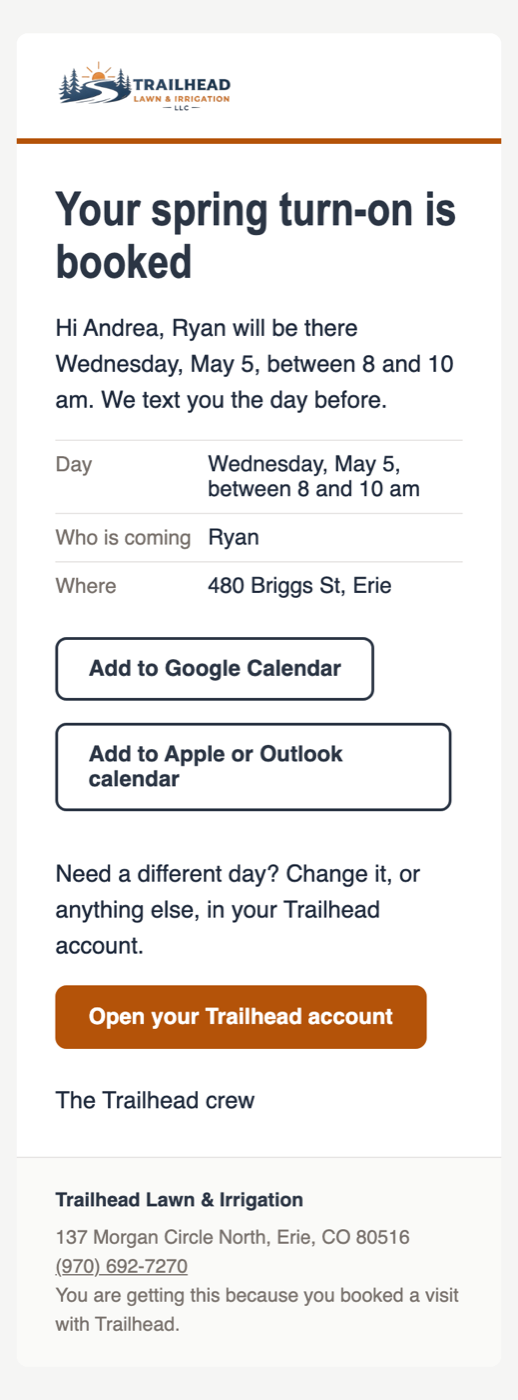 TRAILHEAD
LAWN & IRRIGATION
LLC
Your spring turn-on is
booked
Hi Andrea, Ryan will be there
Wednesday, May 5, between 8 and 10
am. We text you the day before.
Day
Wednesday, May 5,
between 8 and 10 am
Who is coming Ryan
Where 480 Briggs St, Erie
Add to Google Calendar
Add to Apple or Outlook
calendar
Need a different day? Change it, or
anything else, in your Trailhead
account.
Open your Trailhead account
The Trailhead crew
Trailhead Lawn & Irrigation
137 Morgan Circle North, Erie, CO 80516
(970) 692-7270
You are getting this because you booked a visit
with Trailhead.